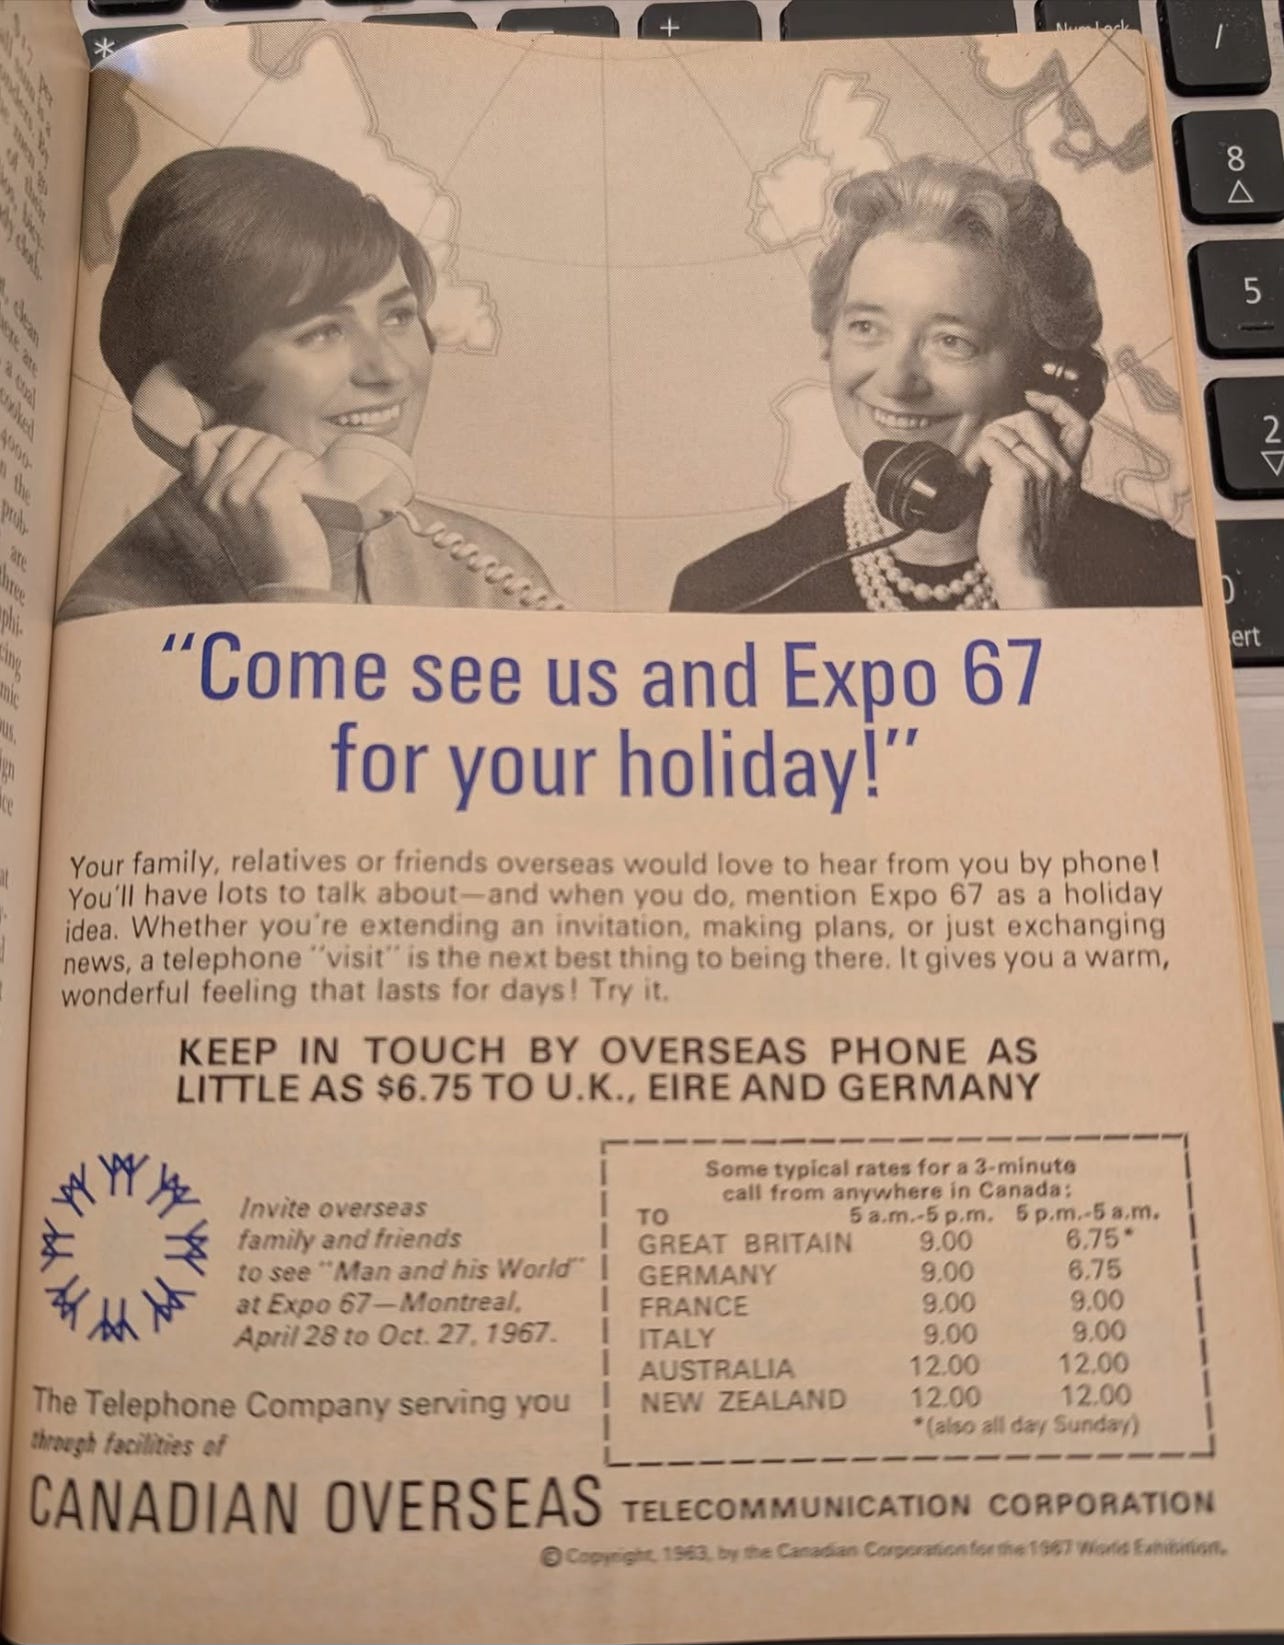 "Come see us and Expo 67
for your holiday!"
Your family, relatives or friends overseas would love to hear from you by phone!
You'll have lots to talk about—and when you do, mention Expo 67 as a holiday
idea. Whether you're extending an invitation, making plans, or just exchanging
news, a telephone "visit" is the next best thing to being there. It gives you a warm,
wonderful feeling that lasts for days! Try it.
KEEP IN TOUCH BY OVERSEAS PHONE AS
LITTLE AS $6.75 TO U.K., EIRE AND GERMANY
Invite overseas
family and friends
to see "Man and his World"
at Expo 67—Montreal,
April 28 to Oct. 27, 1967.
The Telephone Company serving you
through facilities of
CANADIAN OVERSEAS TELECOMMUNICATION CORPORATION
Some typical rates for a 3-minute
call from anywhere in Canada:
TO 5 a.m.-5 p.m. 5 p.m.-5 a.m.
GREAT BRITAIN 9.00 6.75*
GERMANY 9.00 6.75
FRANCE 9.00 9.00
ITALY 9.00 9.00
AUSTRALIA 12.00 12.00
NEW ZEALAND 12.00 12.00
*(also all day Sunday)
© Copyright, 1963, by the Canadian Corporation for the 1967 World Exhibition.
*
+
Num Lock
/
8
5
2
ert